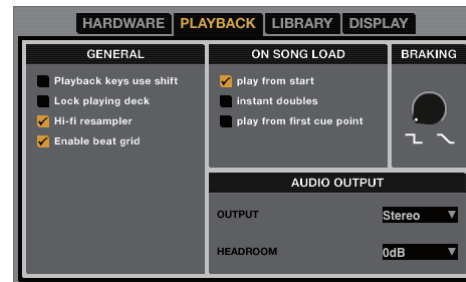 HARDWARE PLAYBACK LIBRARY DISPLAY
GENERAL
Playback keys use shift
Lock playing deck
Hi-fi resampler
Enable beat grid
ON SONG LOAD
play from start
instant doubles
play from first cue point
BRAKING
AUDIO OUTPUT
OUTPUT Stereo
HEADROOM 0dB